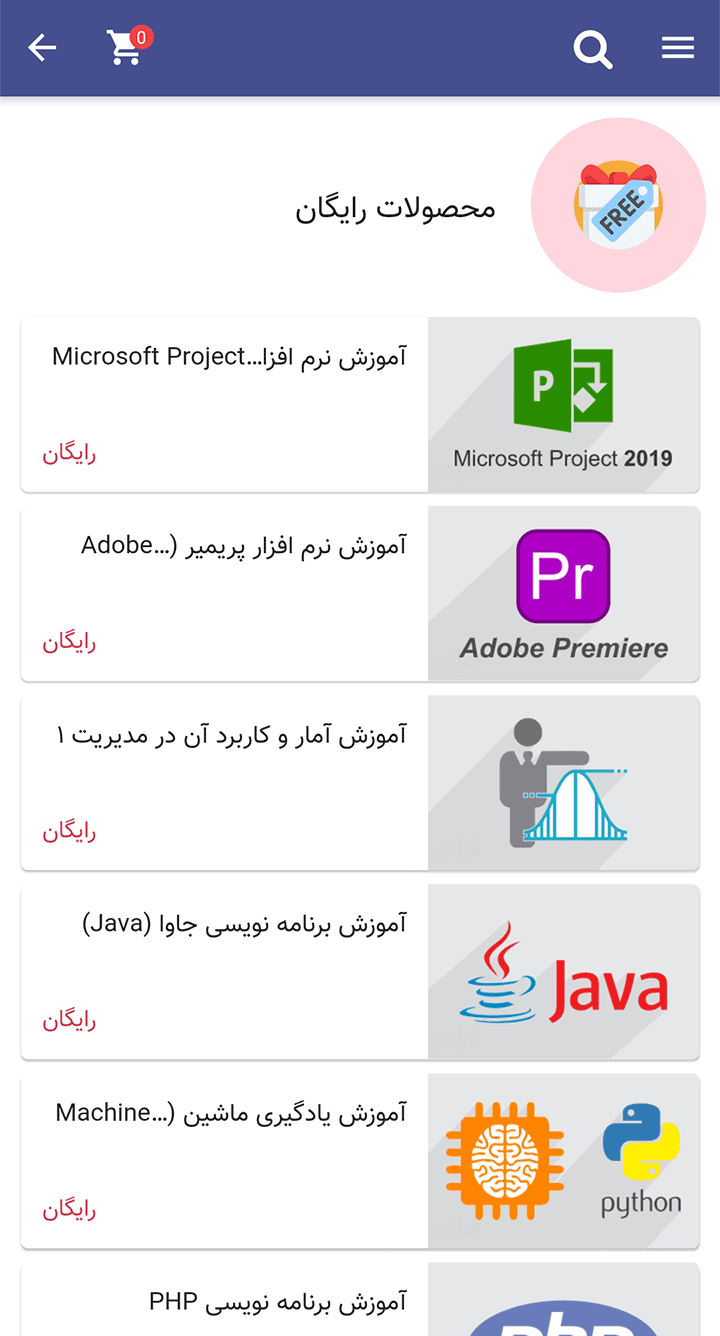 0
FREE
محصولات رایگان
آموزش نرم افزا...Microsoft Project
رایگان
P
Microsoft Project 2019
آموزش نرم افزار پریمیر (...Adobe
رایگان
Pr
Adobe Premiere
آموزش آمار و کاربرد آن در مدیریت ۱
رایگان
آموزش برنامه نویسی جاوا (Java)
رایگان
Java
آموزش یادگیری ماشین (...Machine
رایگان
python
آموزش برنامه نویسی PHP
php